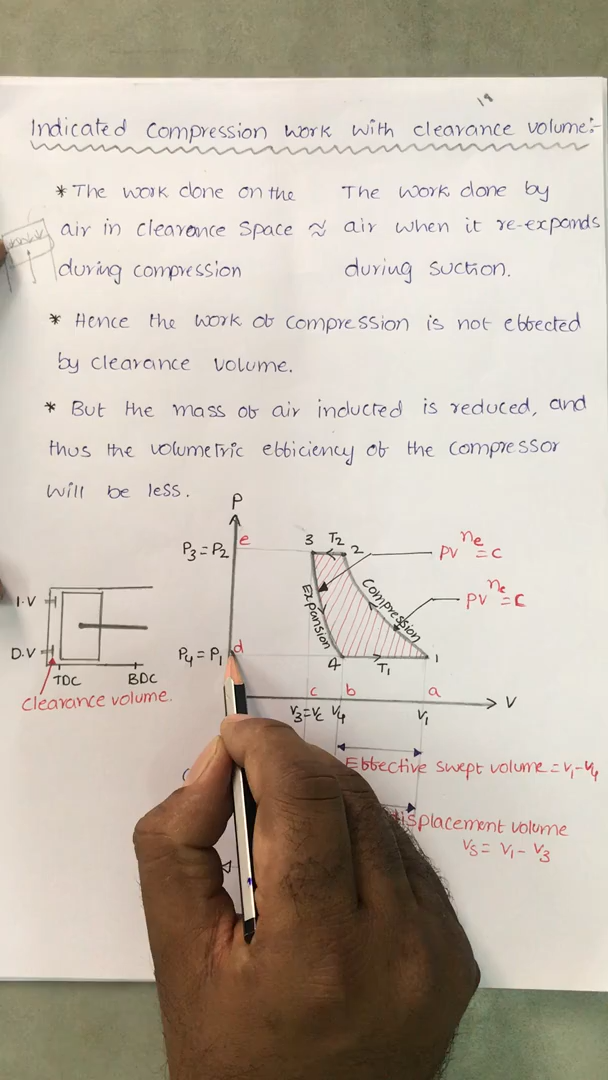 19
Indicated Compression work with clearance volume:-
* The work done on the
air in clearance space ≈
during compression
The work done by
air when it re-expands
during suction.
* Hence the work of compression is not effected
by clearance volume.
* But the mass of air inducted is reduced, and
thus the volumetric efficiency of the compressor
will be less.
P
e
3
T2
2
P3 = P2
PV^ne = C
Compression
Expansion
PV^ne = C
I.V
D.V
TDC
BDC
Clearance volume.
P4 = P1
d
4
T1
1
c
b
a
V
V3 = Vc
V4
V1
Effective swept volume = V1 - V4
isplacement volume
Vs = V1 - V3